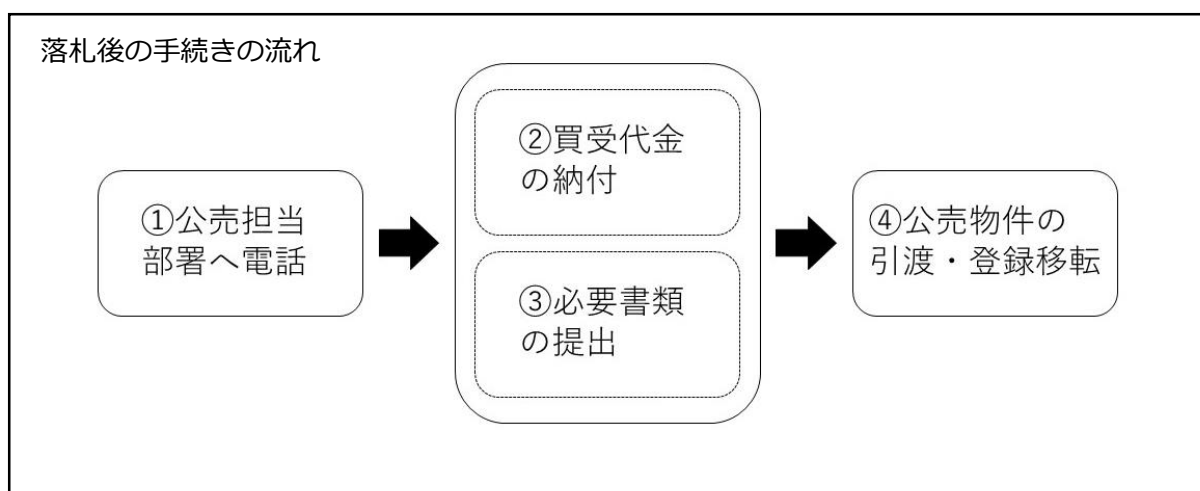 落札後の手続きの流れ
①公売担当
部署へ電話
②買受代金
の納付
③必要書類
の提出
④公売物件の
引渡・登録移転